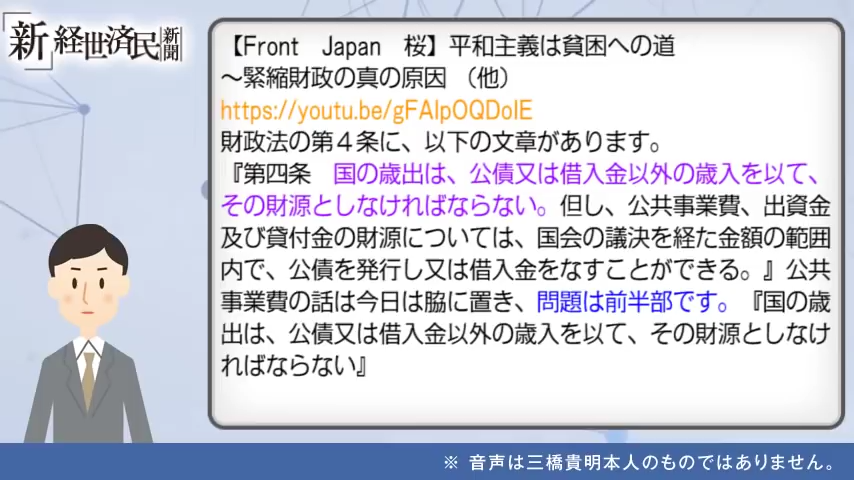 新経世済民新聞
【Front Japan 桜】平和主義は貧困への道
～緊縮財政の真の原因 （他）
https://youtu.be/gFAIpOQDoIE
財政法の第４条に、以下の文章があります。
『第四条　国の歳出は、公債又は借入金以外の歳入を以て、
その財源としなければならない。但し、公共事業費、出資金
及び貸付金の財源については、国会の議決を経た金額の範囲
内で、公債を発行し又は借入金をなすことができる。』公共
事業費の話は今日は脇に置き、問題は前半部です。『国の歳
出は、公債又は借入金以外の歳入を以て、その財源としなけ
ればならない』
※ 音声は三橋貴明本人のものではありません。